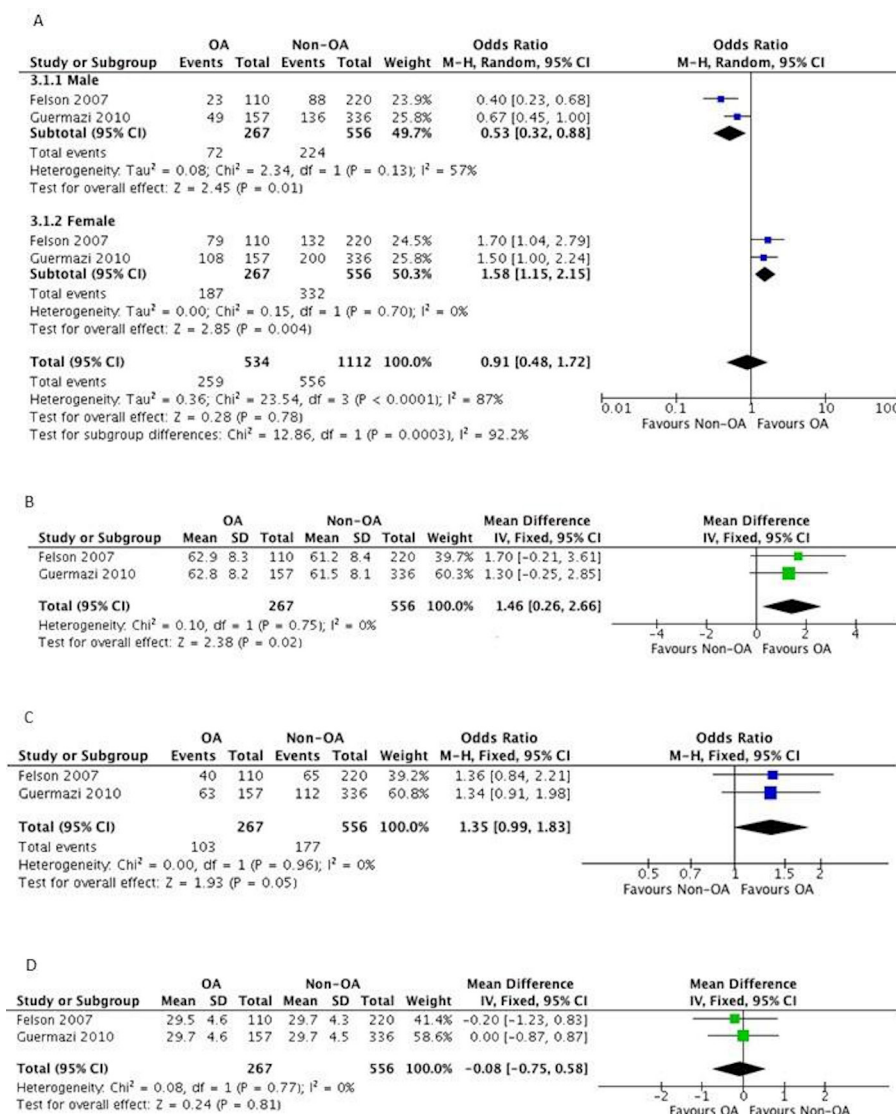 A
OA Non-OA Odds Ratio Odds Ratio
Study or Subgroup Events Total Events Total Weight M-H, Random, 95% CI M-H, Random, 95% CI
3.1.1 Male
Felson 2007 23 110 88 220 23.9% 0.40 [0.23, 0.68]
Guermazi 2010 49 157 136 336 25.8% 0.67 [0.45, 1.00]
Subtotal (95% CI) 267 556 49.7% 0.53 [0.32, 0.88]
Total events 72 224
Heterogeneity: Tau² = 0.08; Chi² = 2.34, df = 1 (P = 0.13); I² = 57%
Test for overall effect: Z = 2.45 (P = 0.01)
3.1.2 Female
Felson 2007 79 110 132 220 24.5% 1.70 [1.04, 2.79]
Guermazi 2010 108 157 200 336 25.8% 1.50 [1.00, 2.24]
Subtotal (95% CI) 267 556 50.3% 1.58 [1.15, 2.15]
Total events 187 332
Heterogeneity: Tau² = 0.00; Chi² = 0.15, df = 1 (P = 0.70); I² = 0%
Test for overall effect: Z = 2.85 (P = 0.004)
Total (95% CI) 534 1112 100.0% 0.91 [0.48, 1.72]
Total events 259 556
Heterogeneity: Tau² = 0.36; Chi² = 23.54, df = 3 (P < 0.0001); I² = 87%
Test for overall effect: Z = 0.28 (P = 0.78)
Test for subgroup differences: Chi² = 12.86, df = 1 (P = 0.0003), I² = 92.2%
0.01 0.1 1 10 100
Favours Non-OA Favours OA
B
OA Non-OA Mean Difference Mean Difference
Study or Subgroup Mean SD Total Mean SD Total Weight IV, Fixed, 95% CI IV, Fixed, 95% CI
Felson 2007 62.9 8.3 110 61.2 8.4 220 39.7% 1.70 [-0.21, 3.61]
Guermazi 2010 62.8 8.2 157 61.5 8.1 336 60.3% 1.30 [-0.25, 2.85]
Total (95% CI) 267 556 100.0% 1.46 [0.26, 2.66]
Heterogeneity: Chi² = 0.10, df = 1 (P = 0.75); I² = 0%
Test for overall effect: Z = 2.38 (P = 0.02)
-4 -2 0 2 4
Favours Non-OA Favours OA
C
OA Non-OA Odds Ratio Odds Ratio
Study or Subgroup Events Total Events Total Weight M-H, Fixed, 95% CI M-H, Fixed, 95% CI
Felson 2007 40 110 65 220 39.2% 1.36 [0.84, 2.21]
Guermazi 2010 63 157 112 336 60.8% 1.34 [0.91, 1.98]
Total (95% CI) 267 556 100.0% 1.35 [0.99, 1.83]
Total events 103 177
Heterogeneity: Chi² = 0.00, df = 1 (P = 0.96); I² = 0%
Test for overall effect: Z = 1.93 (P = 0.05)
0.5 0.7 1 1.5 2
Favours Non-OA Favours OA
D
OA Non-OA Mean Difference Mean Difference
Study or Subgroup Mean SD Total Mean SD Total Weight IV, Fixed, 95% CI IV, Fixed, 95% CI
Felson 2007 29.5 4.6 110 29.7 4.3 220 41.4% -0.20 [-1.23, 0.83]
Guermazi 2010 29.7 4.6 157 29.7 4.5 336 58.6% 0.00 [-0.87, 0.87]
Total (95% CI) 267 556 100.0% -0.08 [-0.75, 0.58]
Heterogeneity: Chi² = 0.08, df = 1 (P = 0.77); I² = 0%
Test for overall effect: Z = 0.24 (P = 0.81)
-2 -1 0 1 2
Favours OA Favours Non-OA